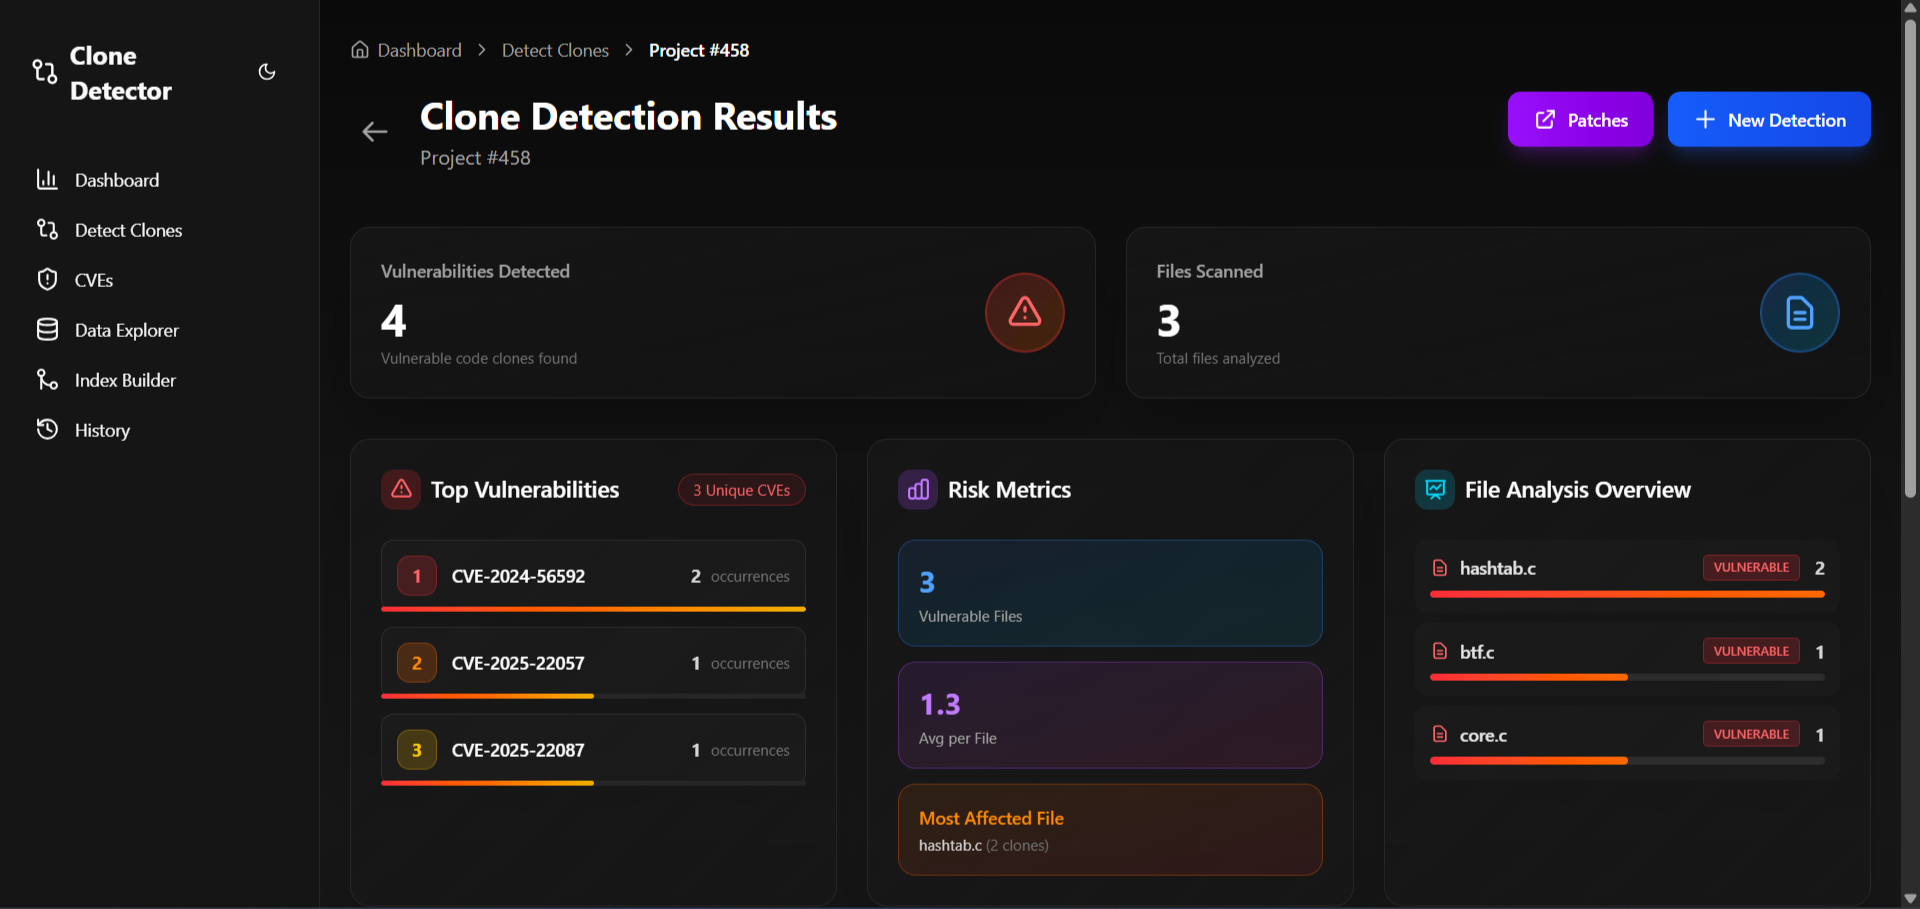 Clone
Detector
Dashboard
Detect Clones
CVEs
Data Explorer
Index Builder
History
Dashboard > Detect Clones > Project #458
Clone Detection Results
Project #458
Patches
New Detection
Vulnerabilities Detected
4
Vulnerable code clones found
Files Scanned
3
Total files analyzed
Top Vulnerabilities
3 Unique CVEs
1 CVE-2024-56592 2 occurrences
2 CVE-2025-22057 1 occurrences
3 CVE-2025-22087 1 occurrences
Risk Metrics
3
Vulnerable Files
1.3
Avg per File
Most Affected File
hashtab.c (2 clones)
File Analysis Overview
hashtab.c VULNERABLE 2
btf.c VULNERABLE 1
core.c VULNERABLE 1